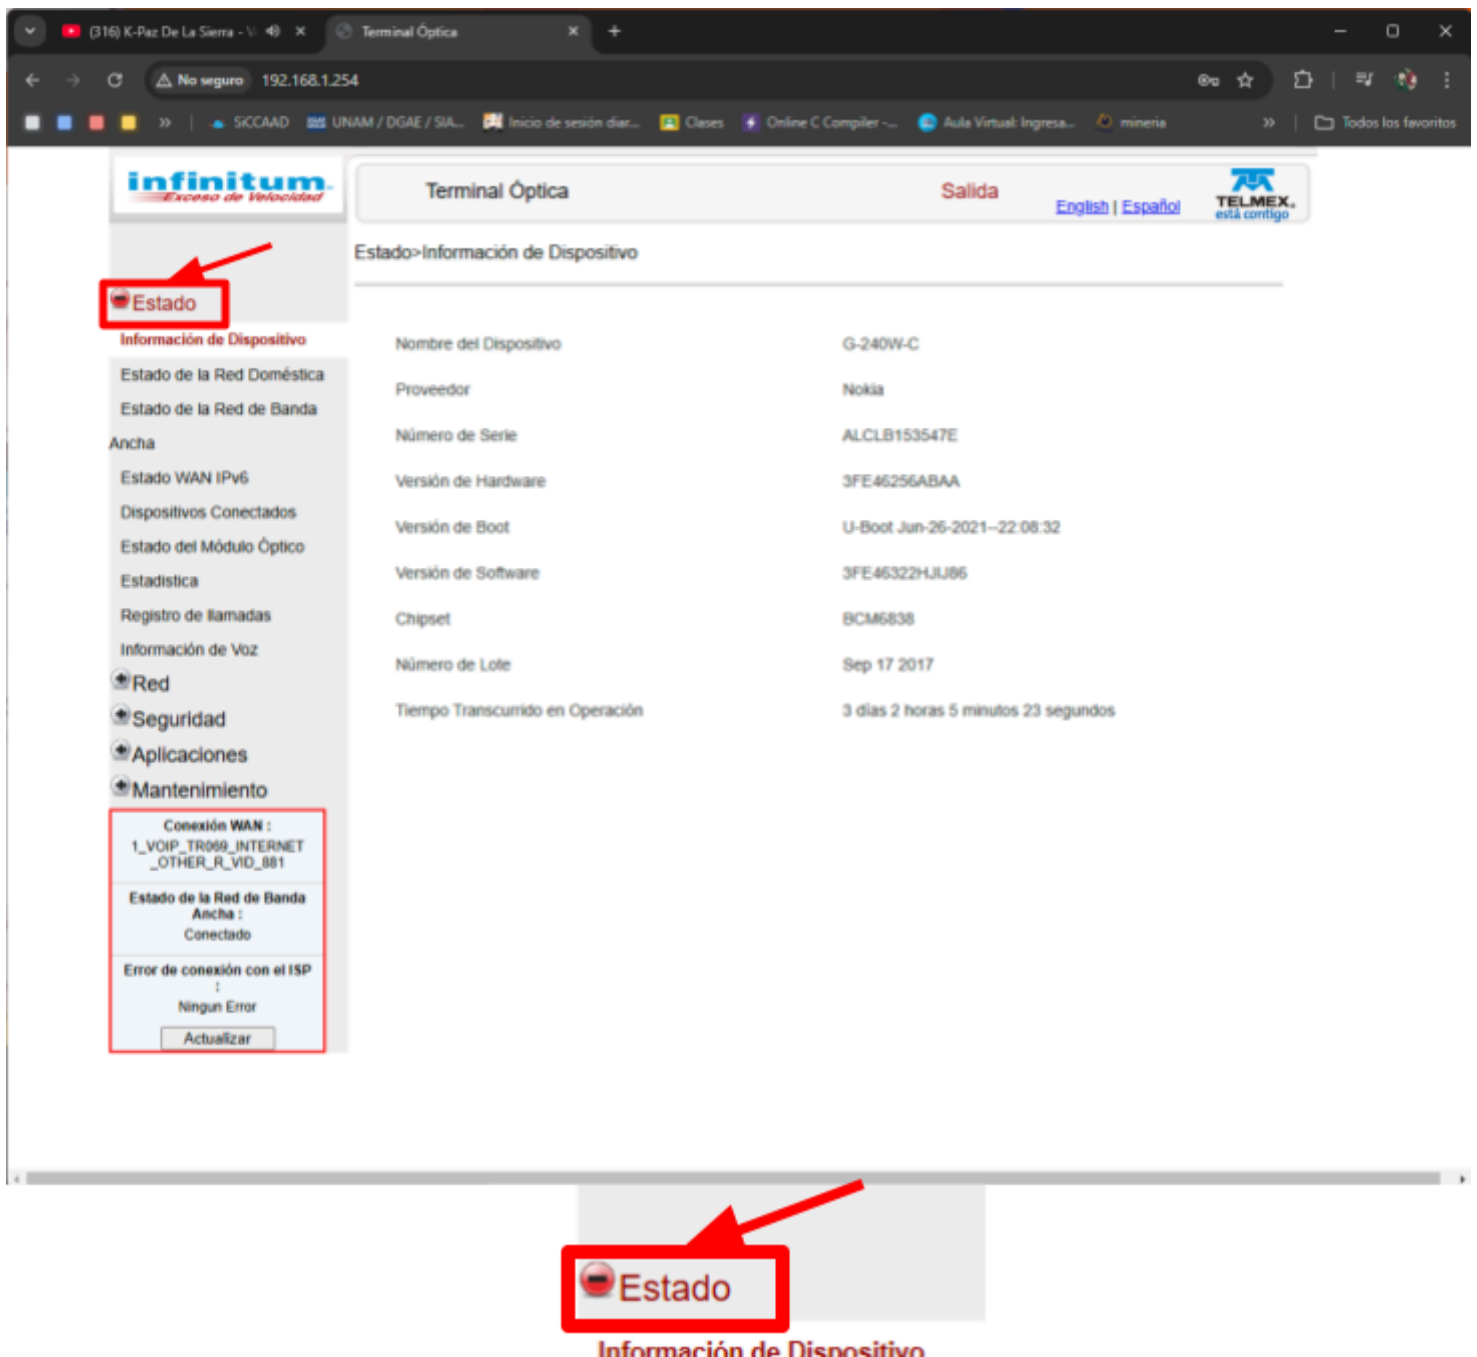 (316) K-Paz De La Sierra - V
Terminal Óptica
No seguro 192.168.1.254
SiCCAAD
UNAM / DGAE / SIA...
Inicio de sesión diar...
Clases
Online C Compiler -...
Aula Virtual: Ingresa...
mineria
Todos los favoritos
infinitum
Exceso de Velocidad
Terminal Óptica
Salida
English | Español
TELMEX.
está contigo
Estado>Información de Dispositivo
Estado
Información de Dispositivo
Estado de la Red Doméstica
Estado de la Red de Banda
Ancha
Estado WAN IPv6
Dispositivos Conectados
Estado del Módulo Óptico
Estadistica
Registro de llamadas
Información de Voz
Red
Seguridad
Aplicaciones
Mantenimiento
Conexión WAN :
1_VOIP_TR069_INTERNET
_OTHER_R_VID_881
Estado de la Red de Banda
Ancha :
Conectado
Error de conexión con el ISP
:
Ningun Error
Actualizar
Nombre del Dispositivo G-240W-C
Proveedor Nokia
Número de Serie ALCLB153547E
Versión de Hardware 3FE46256ABAA
Versión de Boot U-Boot Jun-26-2021--22:08:32
Versión de Software 3FE46322HJIJ86
Chipset BCM6838
Número de Lote Sep 17 2017
Tiempo Transcurrido en Operación 3 días 2 horas 5 minutos 23 segundos
Estado
Información de Dispositivo